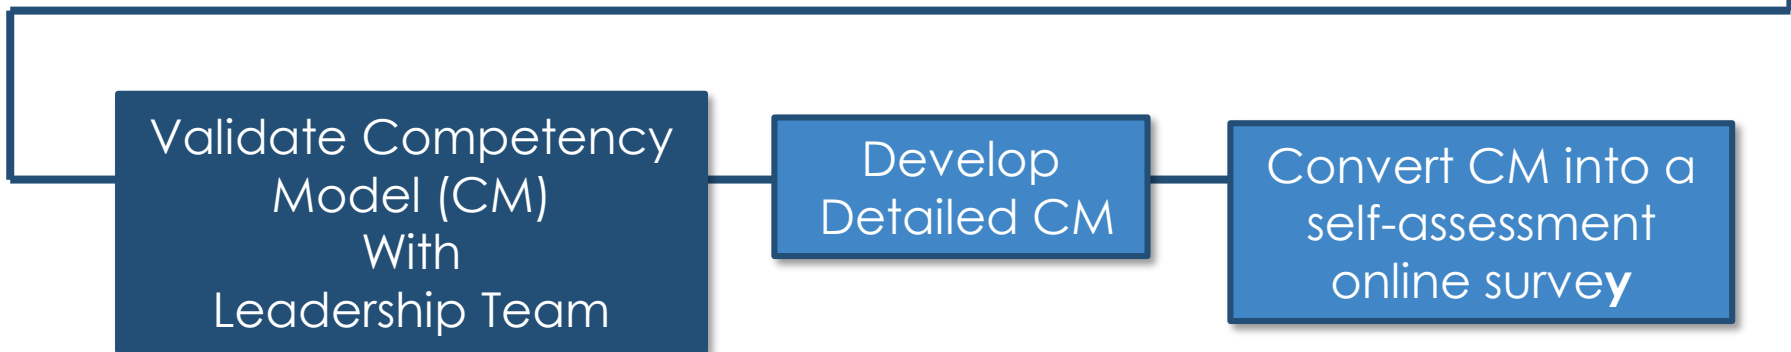 Validate Competency
Model (CM)
With
Leadership Team
Develop
Detailed CM
Convert CM into a
self-assessment
online survey